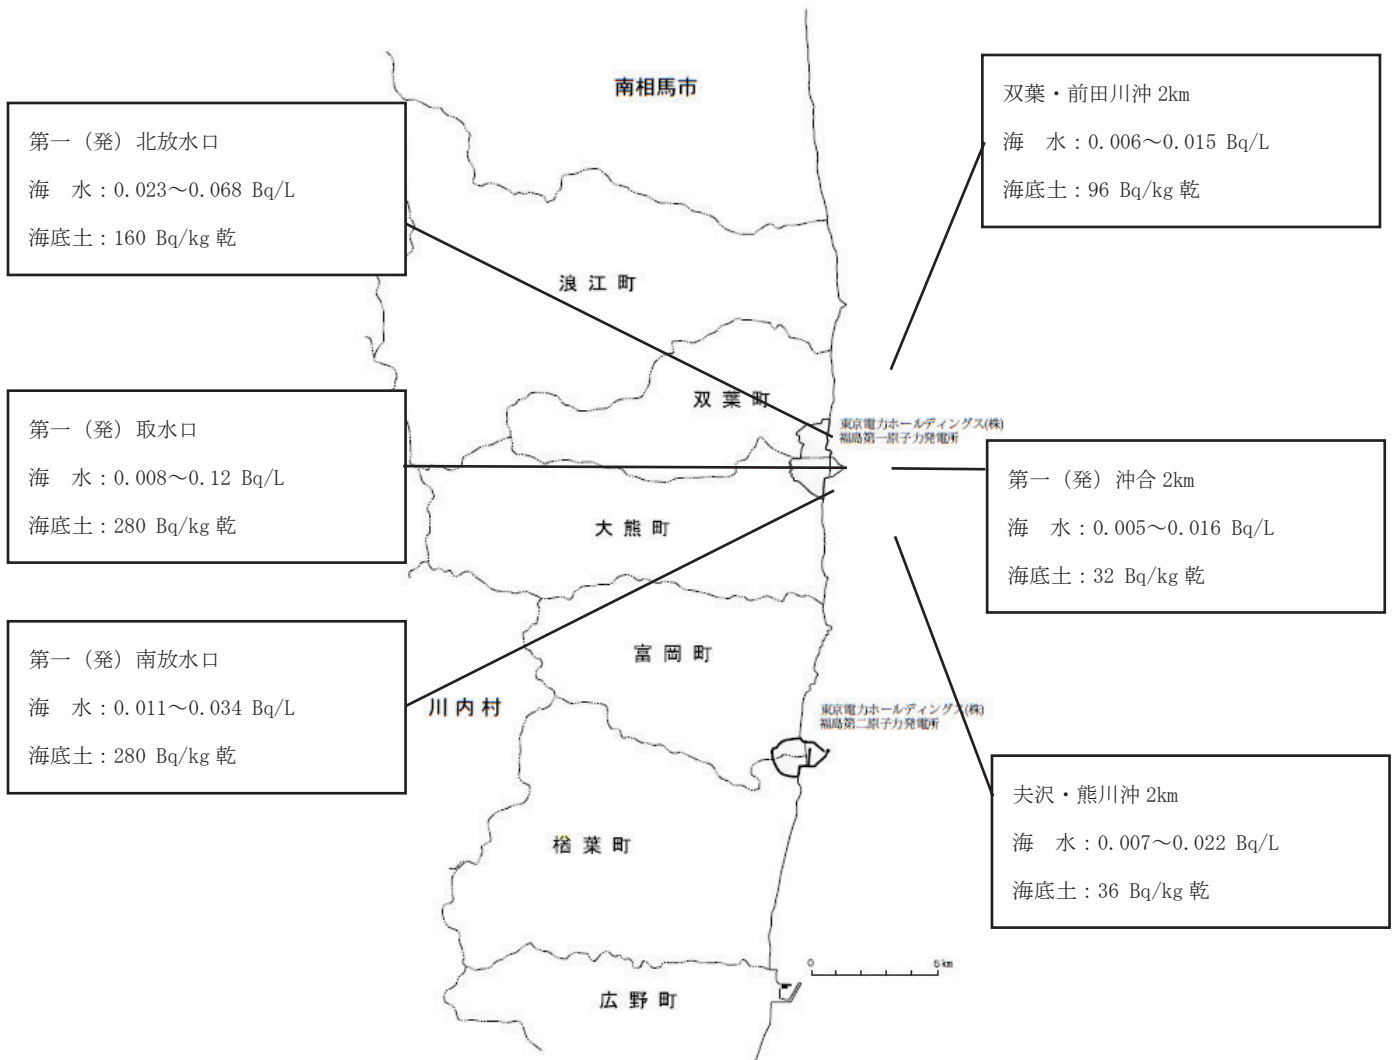 南相馬市
双葉・前田川沖 2km
海　水：0.006～0.015 Bq/L
海底土：96 Bq/kg 乾
第一（発）北放水口
海　水：0.023～0.068 Bq/L
海底土：160 Bq/kg 乾
浪江町
双葉町
第一（発）取水口
海　水：0.008～0.12 Bq/L
海底土：280 Bq/kg 乾
東京電力ホールディングス(株)
福島第一原子力発電所
第一（発）沖合 2km
海　水：0.005～0.016 Bq/L
海底土：32 Bq/kg 乾
大熊町
第一（発）南放水口
海　水：0.011～0.034 Bq/L
海底土：280 Bq/kg 乾
富岡町
川内村
東京電力ホールディングス(株)
福島第二原子力発電所
夫沢・熊川沖 2km
海　水：0.007～0.022 Bq/L
海底土：36 Bq/kg 乾
楢葉町
0 5km
広野町